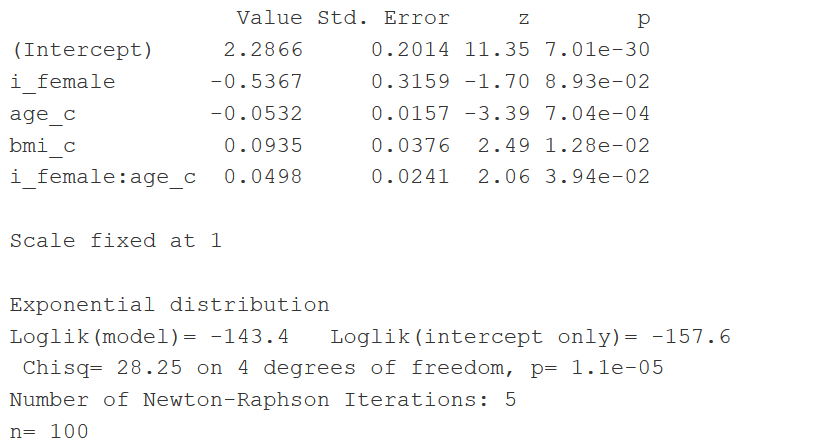 Value Std. Error z p
(Intercept) 2.2866 0.2014 11.35 7.01e-30
i_female -0.5367 0.3159 -1.70 8.93e-02
age_c -0.0532 0.0157 -3.39 7.04e-04
bmi_c 0.0935 0.0376 2.49 1.28e-02
i_female:age_c 0.0498 0.0241 2.06 3.94e-02
Scale fixed at 1
Exponential distribution
Loglik(model)= -143.4 Loglik(intercept only)= -157.6
Chisq= 28.25 on 4 degrees of freedom, p= 1.1e-05
Number of Newton-Raphson Iterations: 5
n= 100